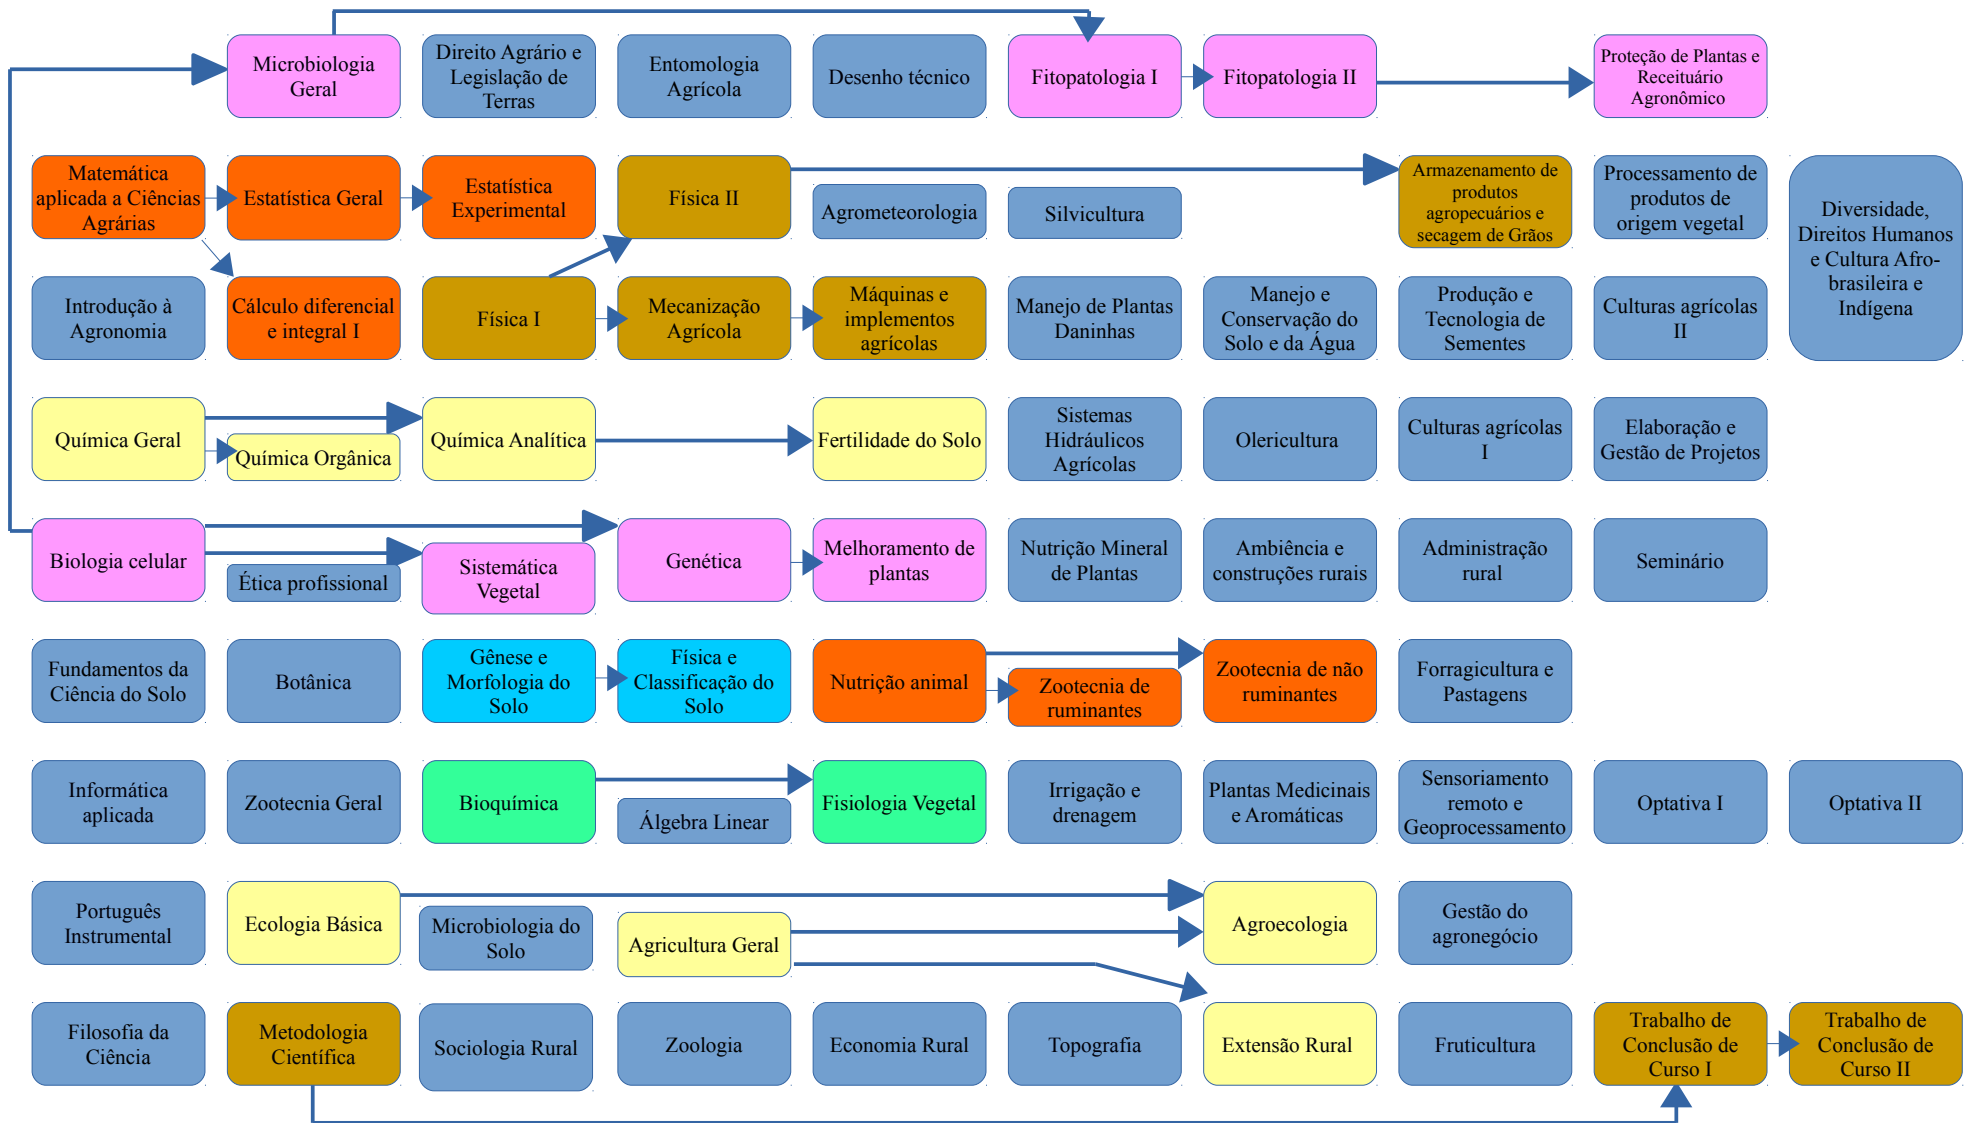 Microbiologia
Geral
Direito Agrário e
Legislação de
Terras
Entomologia
Agrícola
Desenho técnico
Fitopatologia I
Fitopatologia II
Proteção de Plantas e
Receituário
Agronômico
Matemática
aplicada a Ciências
Agrárias
Estatística Geral
Estatística
Experimental
Física II
Agrometeorologia
Silvicultura
Armazenamento de
produtos
agropecuários e
secagem de Grãos
Processamento de
produtos de
origem vegetal
Diversidade,
Direitos Humanos
e Cultura Afro-
brasileira e
Indígena
Introdução à
Agronomia
Cálculo diferencial
e integral I
Física I
Mecanização
Agrícola
Máquinas e
implementos
agrícolas
Manejo de Plantas
Daninhas
Manejo e
Conservação do
Solo e da Água
Produção e
Tecnologia de
Sementes
Culturas agrícolas
II
Química Geral
Química Orgânica
Química Analítica
Fertilidade do Solo
Sistemas
Hidráulicos
Agrícolas
Olericultura
Culturas agrícolas
I
Elaboração e
Gestão de Projetos
Biologia celular
Ética profissional
Sistemática
Vegetal
Genética
Melhoramento de
plantas
Nutrição Mineral
de Plantas
Ambiência e
construções rurais
Administração
rural
Seminário
Fundamentos da
Ciência do Solo
Botânica
Gênese e
Morfologia do
Solo
Física e
Classificação do
Solo
Nutrição animal
Zootecnia de
ruminantes
Zootecnia de não
ruminantes
Forragicultura e
Pastagens
Informática
aplicada
Zootecnia Geral
Bioquímica
Álgebra Linear
Fisiologia Vegetal
Irrigação e
drenagem
Plantas Medicinais
e Aromáticas
Sensoriamento
remoto e
Geoprocessamento
Optativa I
Optativa II
Português
Instrumental
Ecologia Básica
Microbiologia do
Solo
Agricultura Geral
Agroecologia
Gestão do
agronegócio
Filosofia da
Ciência
Metodologia
Científica
Sociologia Rural
Zoologia
Economia Rural
Topografia
Extensão Rural
Fruticultura
Trabalho de
Conclusão de
Curso I
Trabalho de
Conclusão de
Curso II